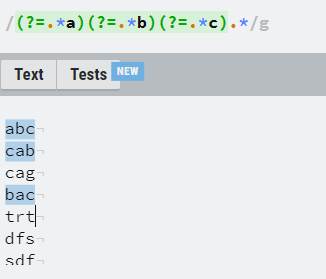 /(?=.*a)(?=.*b)(?=.*c).*/g
Text Tests NEW
abc¬
cab¬
cag¬
bac¬
trt¬
dfs¬
sdf¬